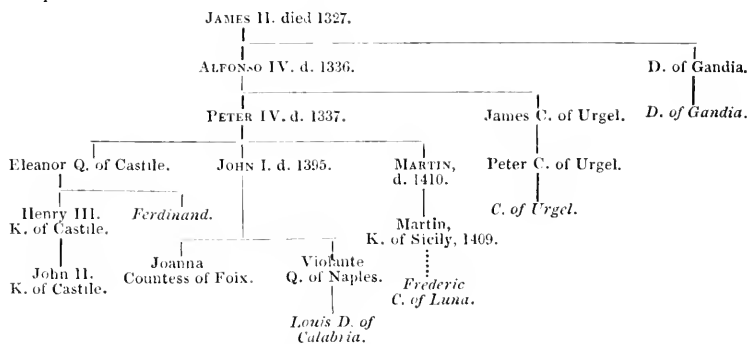 JAMES II. died 1327.
ALFONSO IV. d. 1336. D. of Gandia.
PETER IV. d. 1337. James C. of Urgel. D. of Gandia.
Eleanor Q. of Castile. JOHN I. d. 1395. MARTIN, Peter C. of Urgel.
d. 1410.
Henry III. Ferdinand. C. of Urgel.
K. of Castile. Martin,
K. of Sicily, 1409.
John II. Joanna Violante
K. of Castile. Countess of Foix. Q. of Naples. Frederic
C. of Luna.
Louis D. of
Calabria.